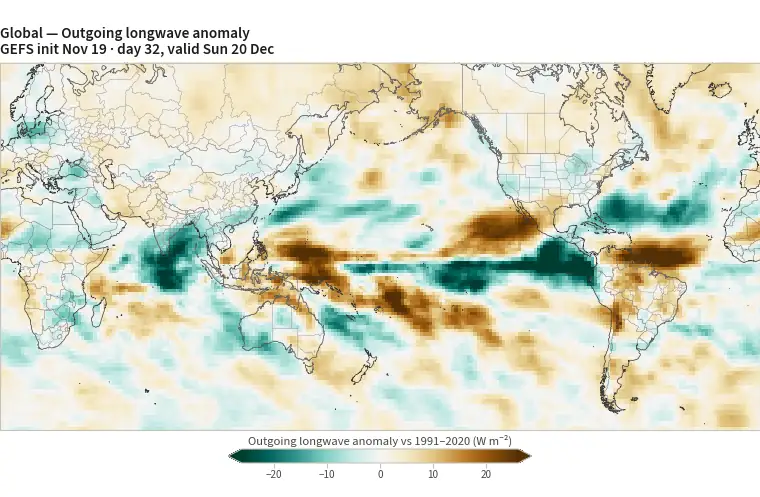 Global — Outgoing longwave anomaly
GEFS init Nov 19 · day 32, valid Sun 20 Dec
Outgoing longwave anomaly vs 1991–2020 (W m⁻²)
−20 −10 0 10 20